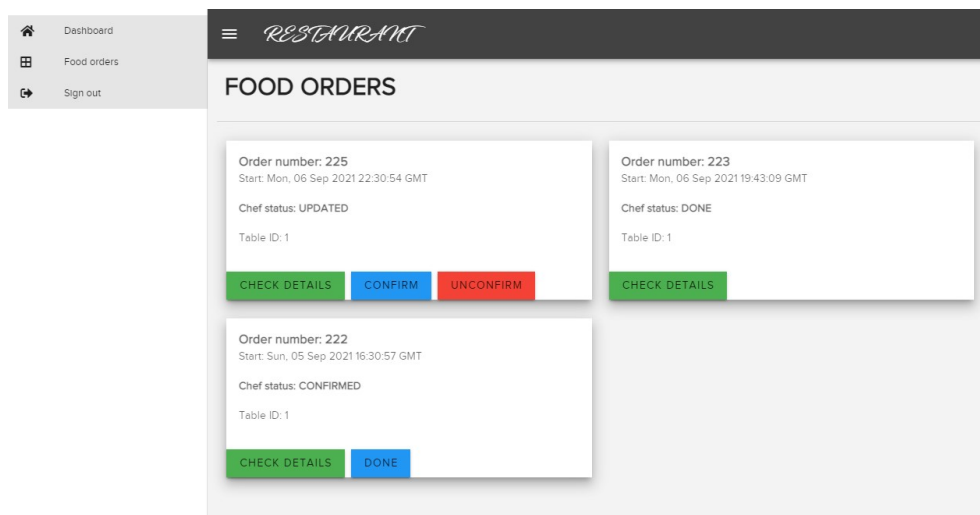 Dashboard
Food orders
Sign out
RESTAURANT
FOOD ORDERS
Order number: 225
Start: Mon, 06 Sep 2021 22:30:54 GMT
Chef status: UPDATED
Table ID: 1
CHECK DETAILS CONFIRM UNCONFIRM
Order number: 223
Start: Mon, 06 Sep 2021 19:43:09 GMT
Chef status: DONE
Table ID: 1
CHECK DETAILS
Order number: 222
Start: Sun, 05 Sep 2021 16:30:57 GMT
Chef status: CONFIRMED
Table ID: 1
CHECK DETAILS DONE